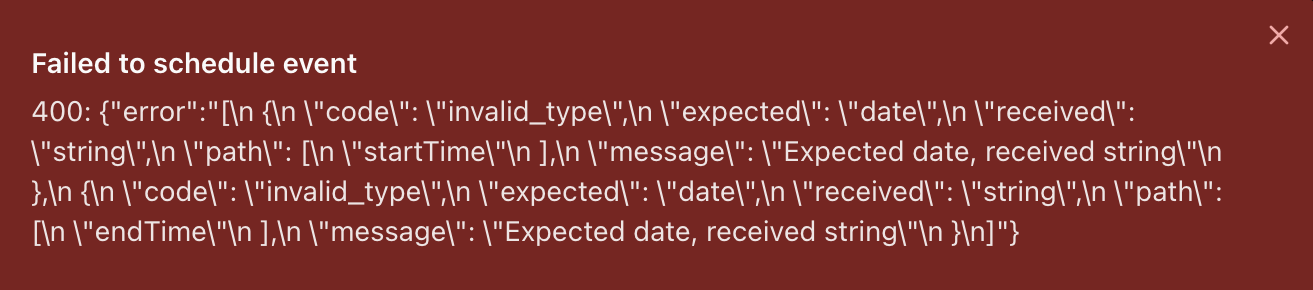 Failed to schedule event
400: {"error":"[\n {\n \"code\": \"invalid_type\",\n \"expected\": \"date\",\n \"received\":
\"string\",\n \"path\": [\n \"startTime\"\n ],\n \"message\": \"Expected date, received string\"\n
},\n {\n \"code\": \"invalid_type\",\n \"expected\": \"date\",\n \"received\": \"string\",\n \"path\":
[\n \"endTime\"\n ],\n \"message\": \"Expected date, received string\"\n }\n]"}